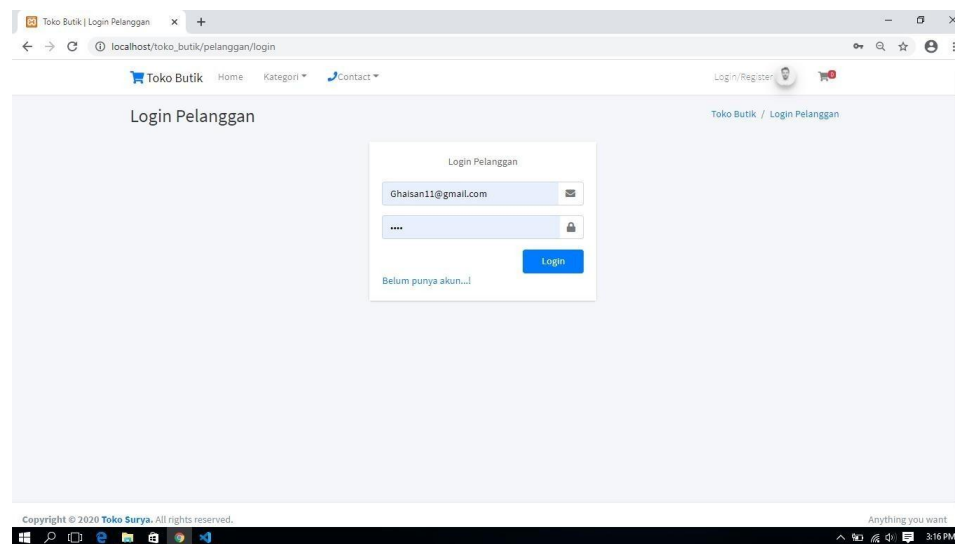 Toko Butik | Login Pelanggan
localhost/toko_butik/pelanggan/login
Toko Butik Home Kategori Contact Login/Register 0
Login Pelanggan Toko Butik / Login Pelanggan
Login Pelanggan
Ghaisan11@gmail.com
••••
Login
Belum punya akun...!
Copyright © 2020 Toko Surya. All rights reserved. Anything you want
3:16 PM